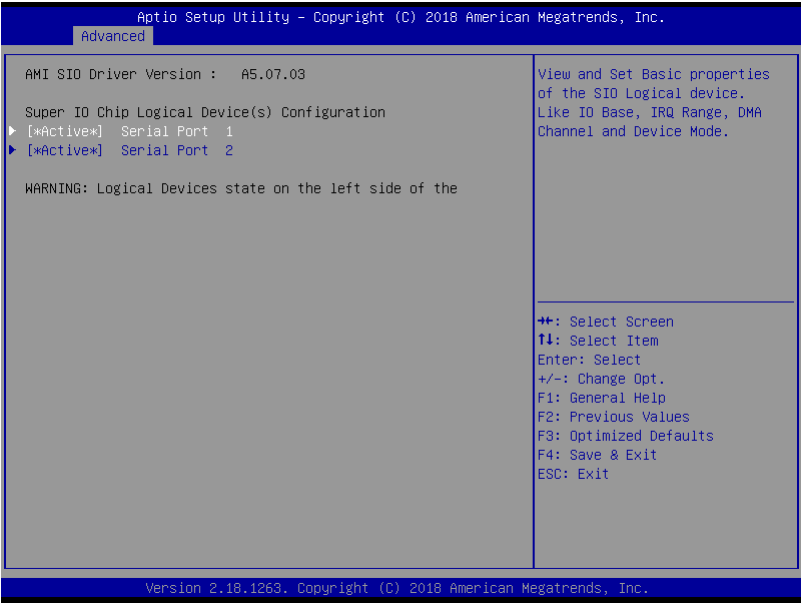 Aptio Setup Utility – Copyright (C) 2018 American Megatrends, Inc.
Advanced
AMI SIO Driver Version : A5.07.03
Super IO Chip Logical Device(s) Configuration
[*Active*] Serial Port 1
[*Active*] Serial Port 2
WARNING: Logical Devices state on the left side of the
View and Set Basic properties
of the SIO Logical device.
Like IO Base, IRQ Range, DMA
Channel and Device Mode.
→←: Select Screen
↑↓: Select Item
Enter: Select
+/-: Change Opt.
F1: General Help
F2: Previous Values
F3: Optimized Defaults
F4: Save & Exit
ESC: Exit
Version 2.18.1263. Copyright (C) 2018 American Megatrends, Inc.